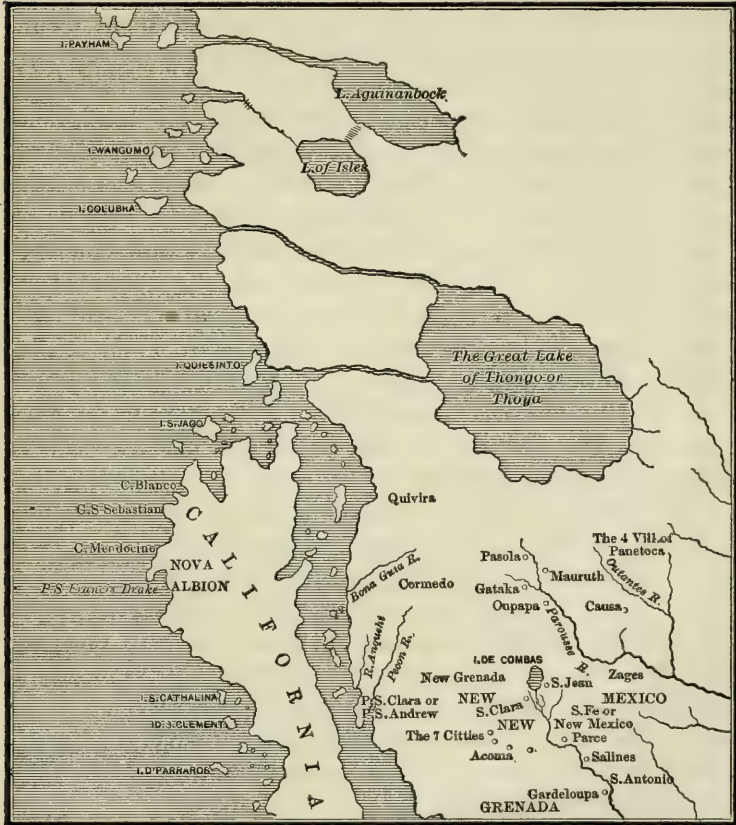 I. PAYHAM
L. Aguinanbock
I. WANGUMO
L. of Isles
I. COLUBRA
The Great Lake
of Thongo or
Thoya
I. QUIESINTO
I. S. JAGO
C. Blanco
C. S Sebastian
C. Mendocino
P. S. Francis Drake
NOVA
ALBION
CALIFORNIA
Quivira
Bona Guia R.
Cormedo
R. Anquehi
Pecon R.
The 4 Vill. of
Panetoca
Outantes R.
Pasola
Mauruth
Gataka
Oupapa
Causa
Parousse R.
I. DE COMBAS
Zages
New Grenada
S. Jean
MEXICO
P. S. Clara or
P. S. Andrew
NEW
S. Clara
S. Fe or
New Mexico
NEW
The 7 Citties
Parce
Acoma
Salines
S. Antonio
Gardeloupa
GRENADA
I. S. CATHALINA
ID. S. CLEMENT
I. D'PARRAROS